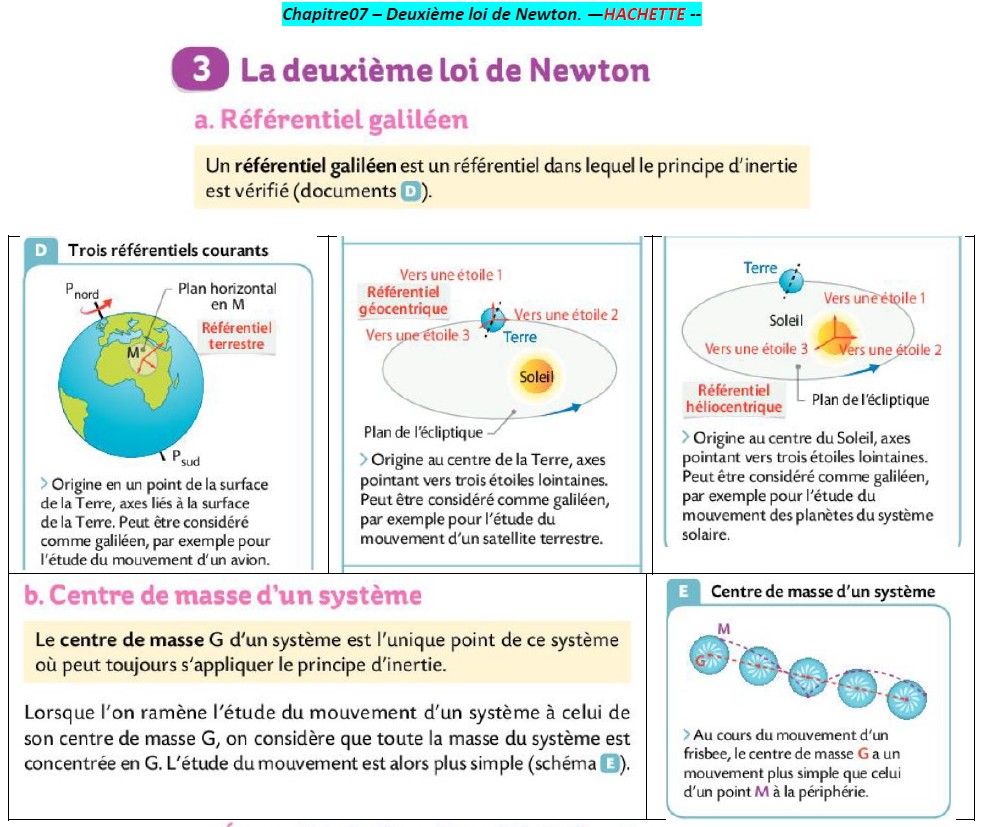 Chapitre07 – Deuxième loi de Newton. —HACHETTE --
3 La deuxième loi de Newton
a. Référentiel galiléen
Un référentiel galiléen est un référentiel dans lequel le principe d'inertie
est vérifié (documents D).
D Trois référentiels courants
Pnord
Plan horizontal
en M
Référentiel
terrestre
M
Psud
> Origine en un point de la surface
de la Terre, axes liés à la surface
de la Terre. Peut être considéré
comme galiléen, par exemple pour
l'étude du mouvement d'un avion.
Vers une étoile 1
Référentiel
géocentrique
Vers une étoile 2
Vers une étoile 3
Terre
Soleil
Plan de l'écliptique
> Origine au centre de la Terre, axes
pointant vers trois étoiles lointaines.
Peut être considéré comme galiléen,
par exemple pour l'étude du
mouvement d'un satellite terrestre.
Terre
Vers une étoile 1
Soleil
Vers une étoile 3
Vers une étoile 2
Référentiel
héliocentrique
Plan de l'écliptique
> Origine au centre du Soleil, axes
pointant vers trois étoiles lointaines.
Peut être considéré comme galiléen,
par exemple pour l'étude du
mouvement des planètes du système
solaire.
b. Centre de masse d'un système
Le centre de masse G d'un système est l'unique point de ce système
où peut toujours s'appliquer le principe d'inertie.
Lorsque l'on ramène l'étude du mouvement d'un système à celui de
son centre de masse G, on considère que toute la masse du système est
concentrée en G. L'étude du mouvement est alors plus simple (schéma E).
E Centre de masse d'un système
M
G
> Au cours du mouvement d'un
frisbee, le centre de masse G a un
mouvement plus simple que celui
d'un point M à la périphérie.